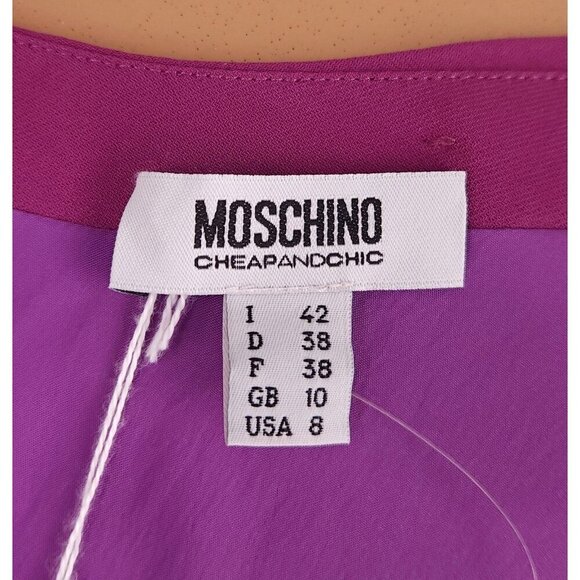 MOSCHINO
CHEAPANDCHIC
I 42
D 38
F 38
GB 10
USA 8